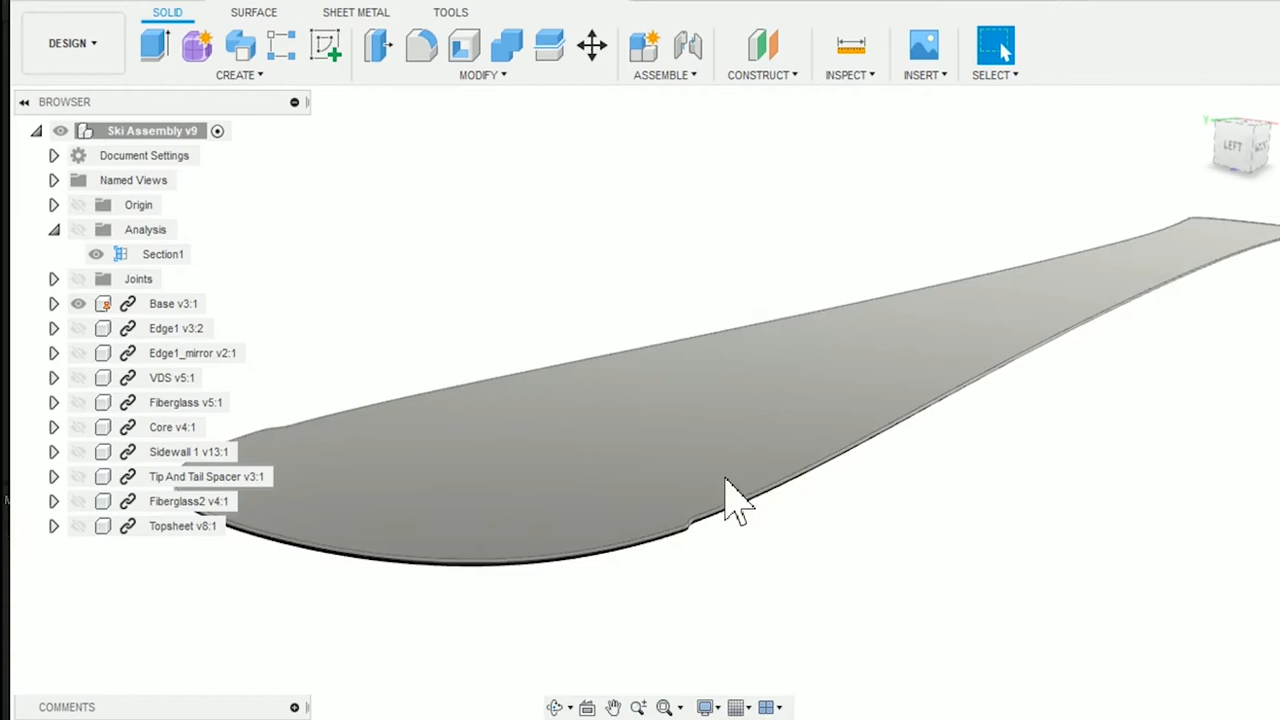 SOLID SURFACE SHEET METAL TOOLS
DESIGN
CREATE MODIFY ASSEMBLE CONSTRUCT INSPECT INSERT SELECT
BROWSER
Ski Assembly v9
Document Settings
Named Views
Origin
Analysis
Section1
Joints
Base v3:1
Edge1 v3:2
Edge1_mirror v2:1
VDS v5:1
Fiberglass v5:1
Core v4:1
Sidewall 1 v13:1
Tip And Tail Spacer v3:1
Fiberglass2 v4:1
Topsheet v8:1
LEFT
COMMENTS